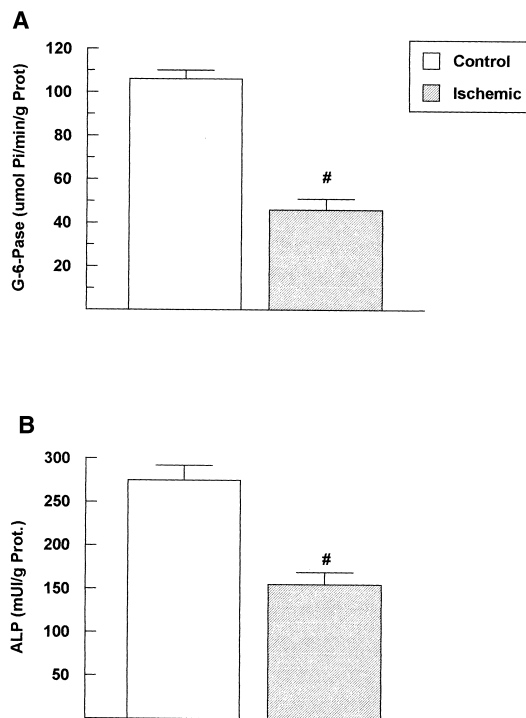 A
120
100
80
60
40
20
G-6-Pase (umol Pi/min/g Prot)
#
Control
Ischemic
B
300
250
200
150
100
50
ALP (mUI/g Prot.)
#